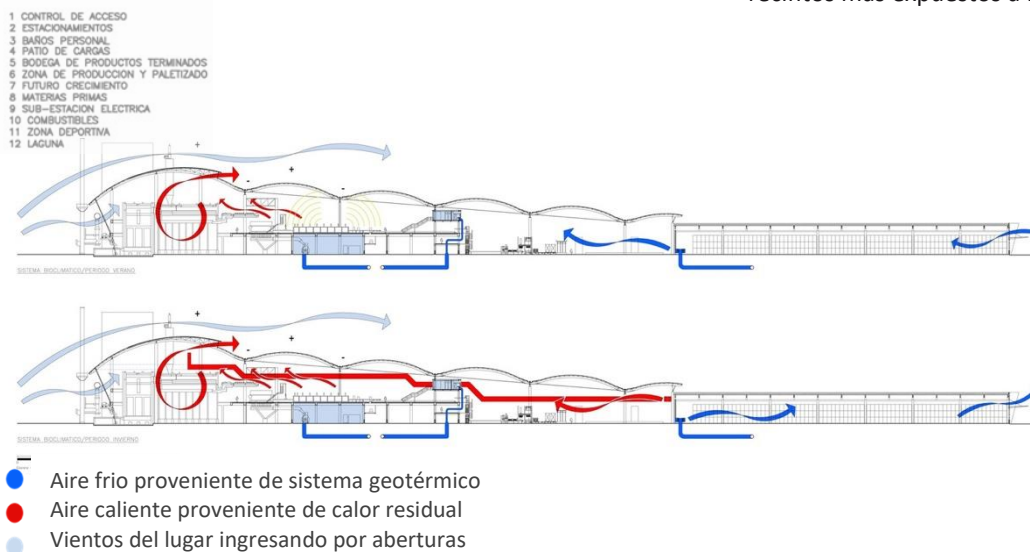 recintos más expuestos a
1 CONTROL DE ACCESO
2 ESTACIONAMIENTOS
3 BAÑOS PERSONAL
4 PATIO DE CARGAS
5 BODEGA DE PRODUCTOS TERMINADOS
6 ZONA DE PRODUCCION Y PALETIZADO
7 FUTURO CRECIMIENTO
8 MATERIAS PRIMAS
9 SUB-ESTACION ELECTRICA
10 COMBUSTIBLES
11 ZONA DEPORTIVA
12 LAGUNA
+
+
-
-
SISTEMA BIOCLIMATICO/PERIODO VERANO
+
+
-
-
SISTEMA BIOCLIMATICO/PERIODO INVIERNO
Aire frio proveniente de sistema geotérmico
Aire caliente proveniente de calor residual
Vientos del lugar ingresando por aberturas